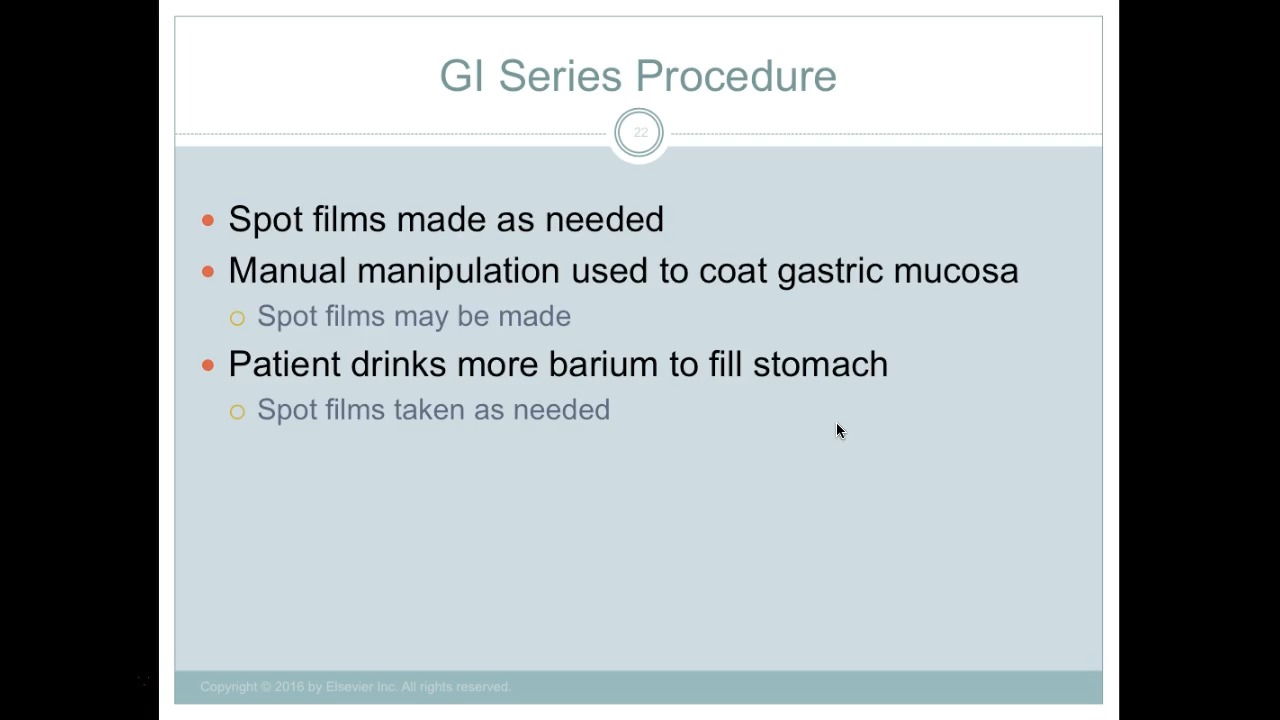 GI Series Procedure
22
Spot films made as needed
Manual manipulation used to coat gastric mucosa
Spot films may be made
Patient drinks more barium to fill stomach
Spot films taken as needed
Copyright © 2016 by Elsevier Inc. All rights reserved.